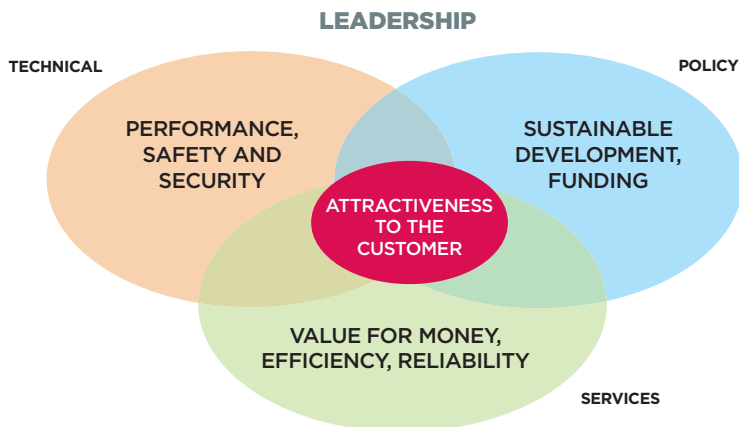 LEADERSHIP
TECHNICAL
POLICY
PERFORMANCE,
SAFETY AND
SECURITY
SUSTAINABLE
DEVELOPMENT,
FUNDING
ATTRACTIVENESS
TO THE
CUSTOMER
VALUE FOR MONEY,
EFFICIENCY, RELIABILITY
SERVICES